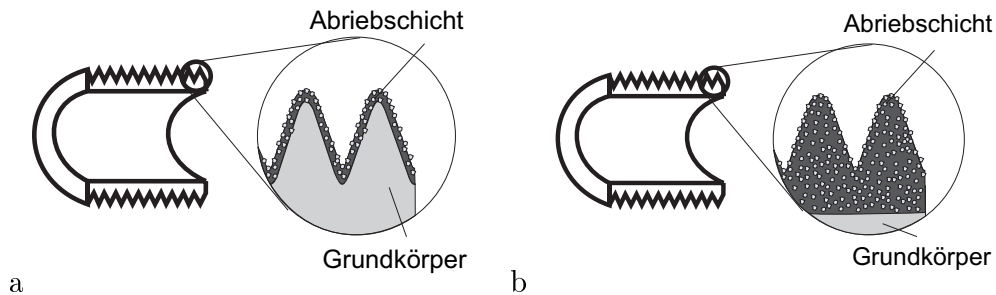 Abriebschicht
Grundkörper
a
Abriebschicht
Grundkörper
b